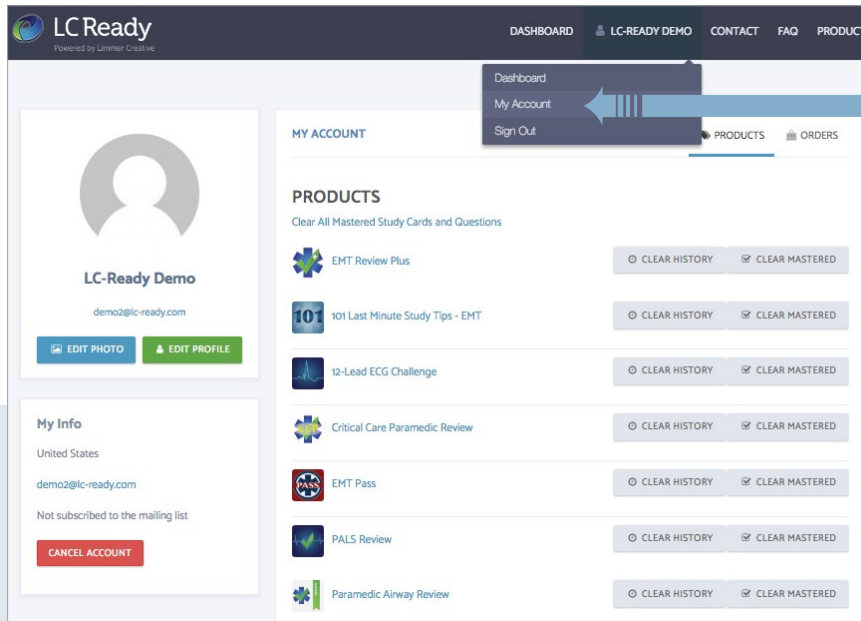 LC Ready
Powered by Limmer Creative
DASHBOARD
LC-READY DEMO
CONTACT
FAQ
PRODUCT
Dashboard
My Account
Sign Out
LC-Ready Demo
demo2@lc-ready.com
EDIT PHOTO
EDIT PROFILE
My Info
United States
demo2@lc-ready.com
Not subscribed to the mailing list
CANCEL ACCOUNT
MY ACCOUNT
PRODUCTS
ORDERS
PRODUCTS
Clear All Mastered Study Cards and Questions
EMT Review Plus
CLEAR HISTORY
CLEAR MASTERED
101
101 Last Minute Study Tips - EMT
CLEAR HISTORY
CLEAR MASTERED
12-Lead ECG Challenge
CLEAR HISTORY
CLEAR MASTERED
Critical Care Paramedic Review
CLEAR HISTORY
CLEAR MASTERED
PASS
EMT Pass
CLEAR HISTORY
CLEAR MASTERED
PALS Review
CLEAR HISTORY
CLEAR MASTERED
Paramedic Airway Review
CLEAR HISTORY
CLEAR MASTERED